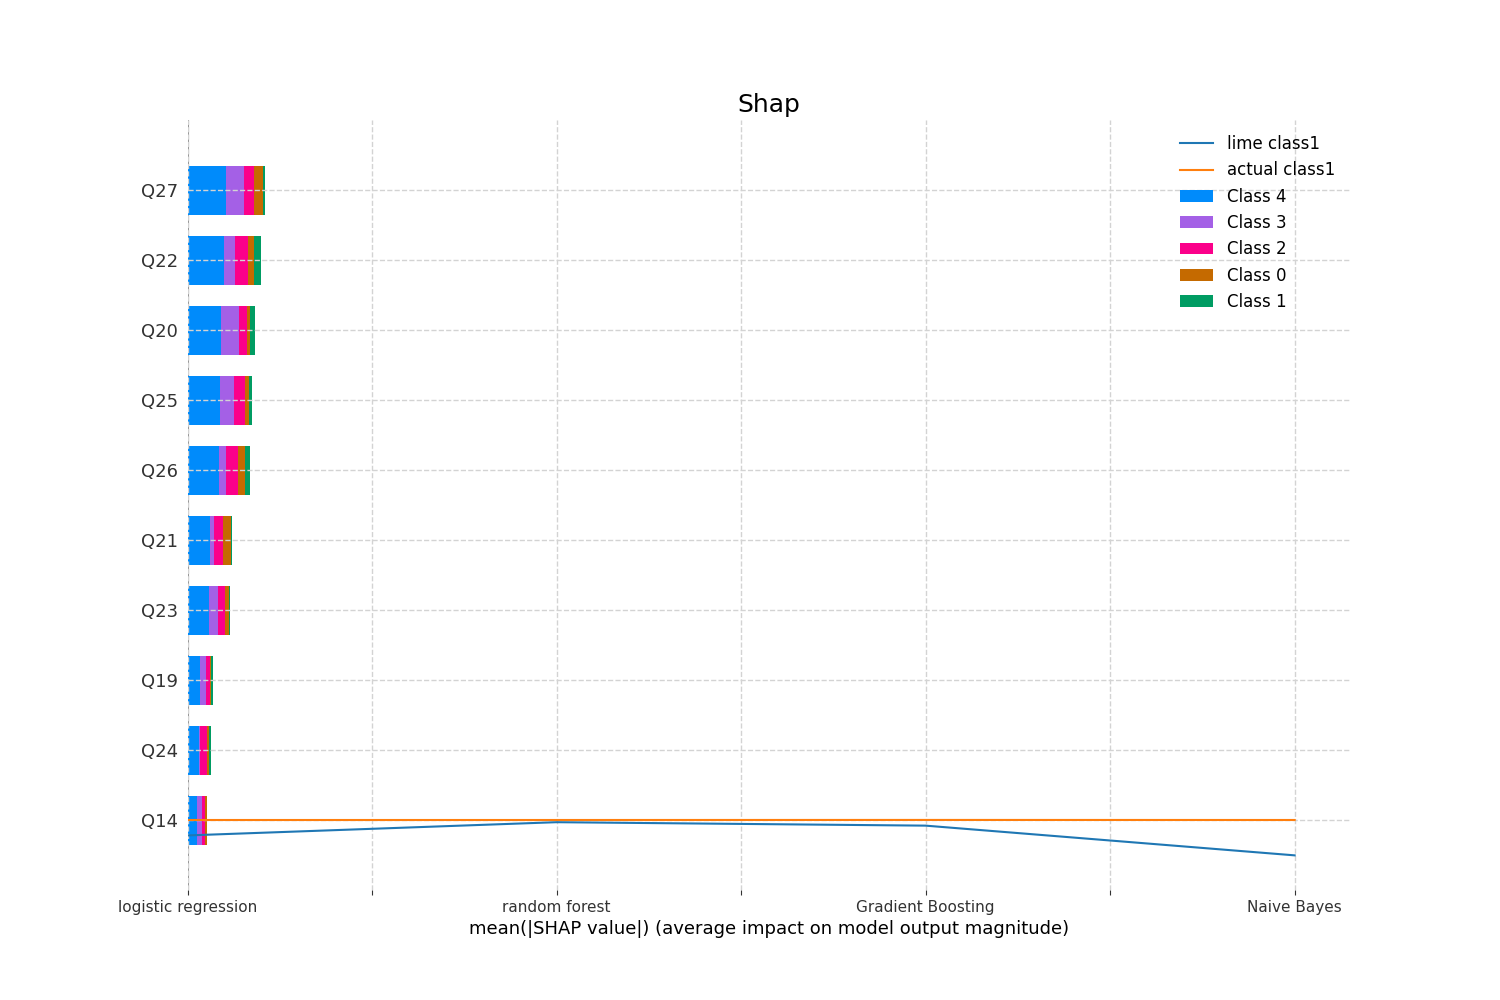 Shap
lime class1
actual class1
Class 4
Class 3
Class 2
Class 0
Class 1
Q27
Q22
Q20
Q25
Q26
Q21
Q23
Q19
Q24
Q14
logistic regression random forest Gradient Boosting Naive Bayes
mean(|SHAP value|) (average impact on model output magnitude)